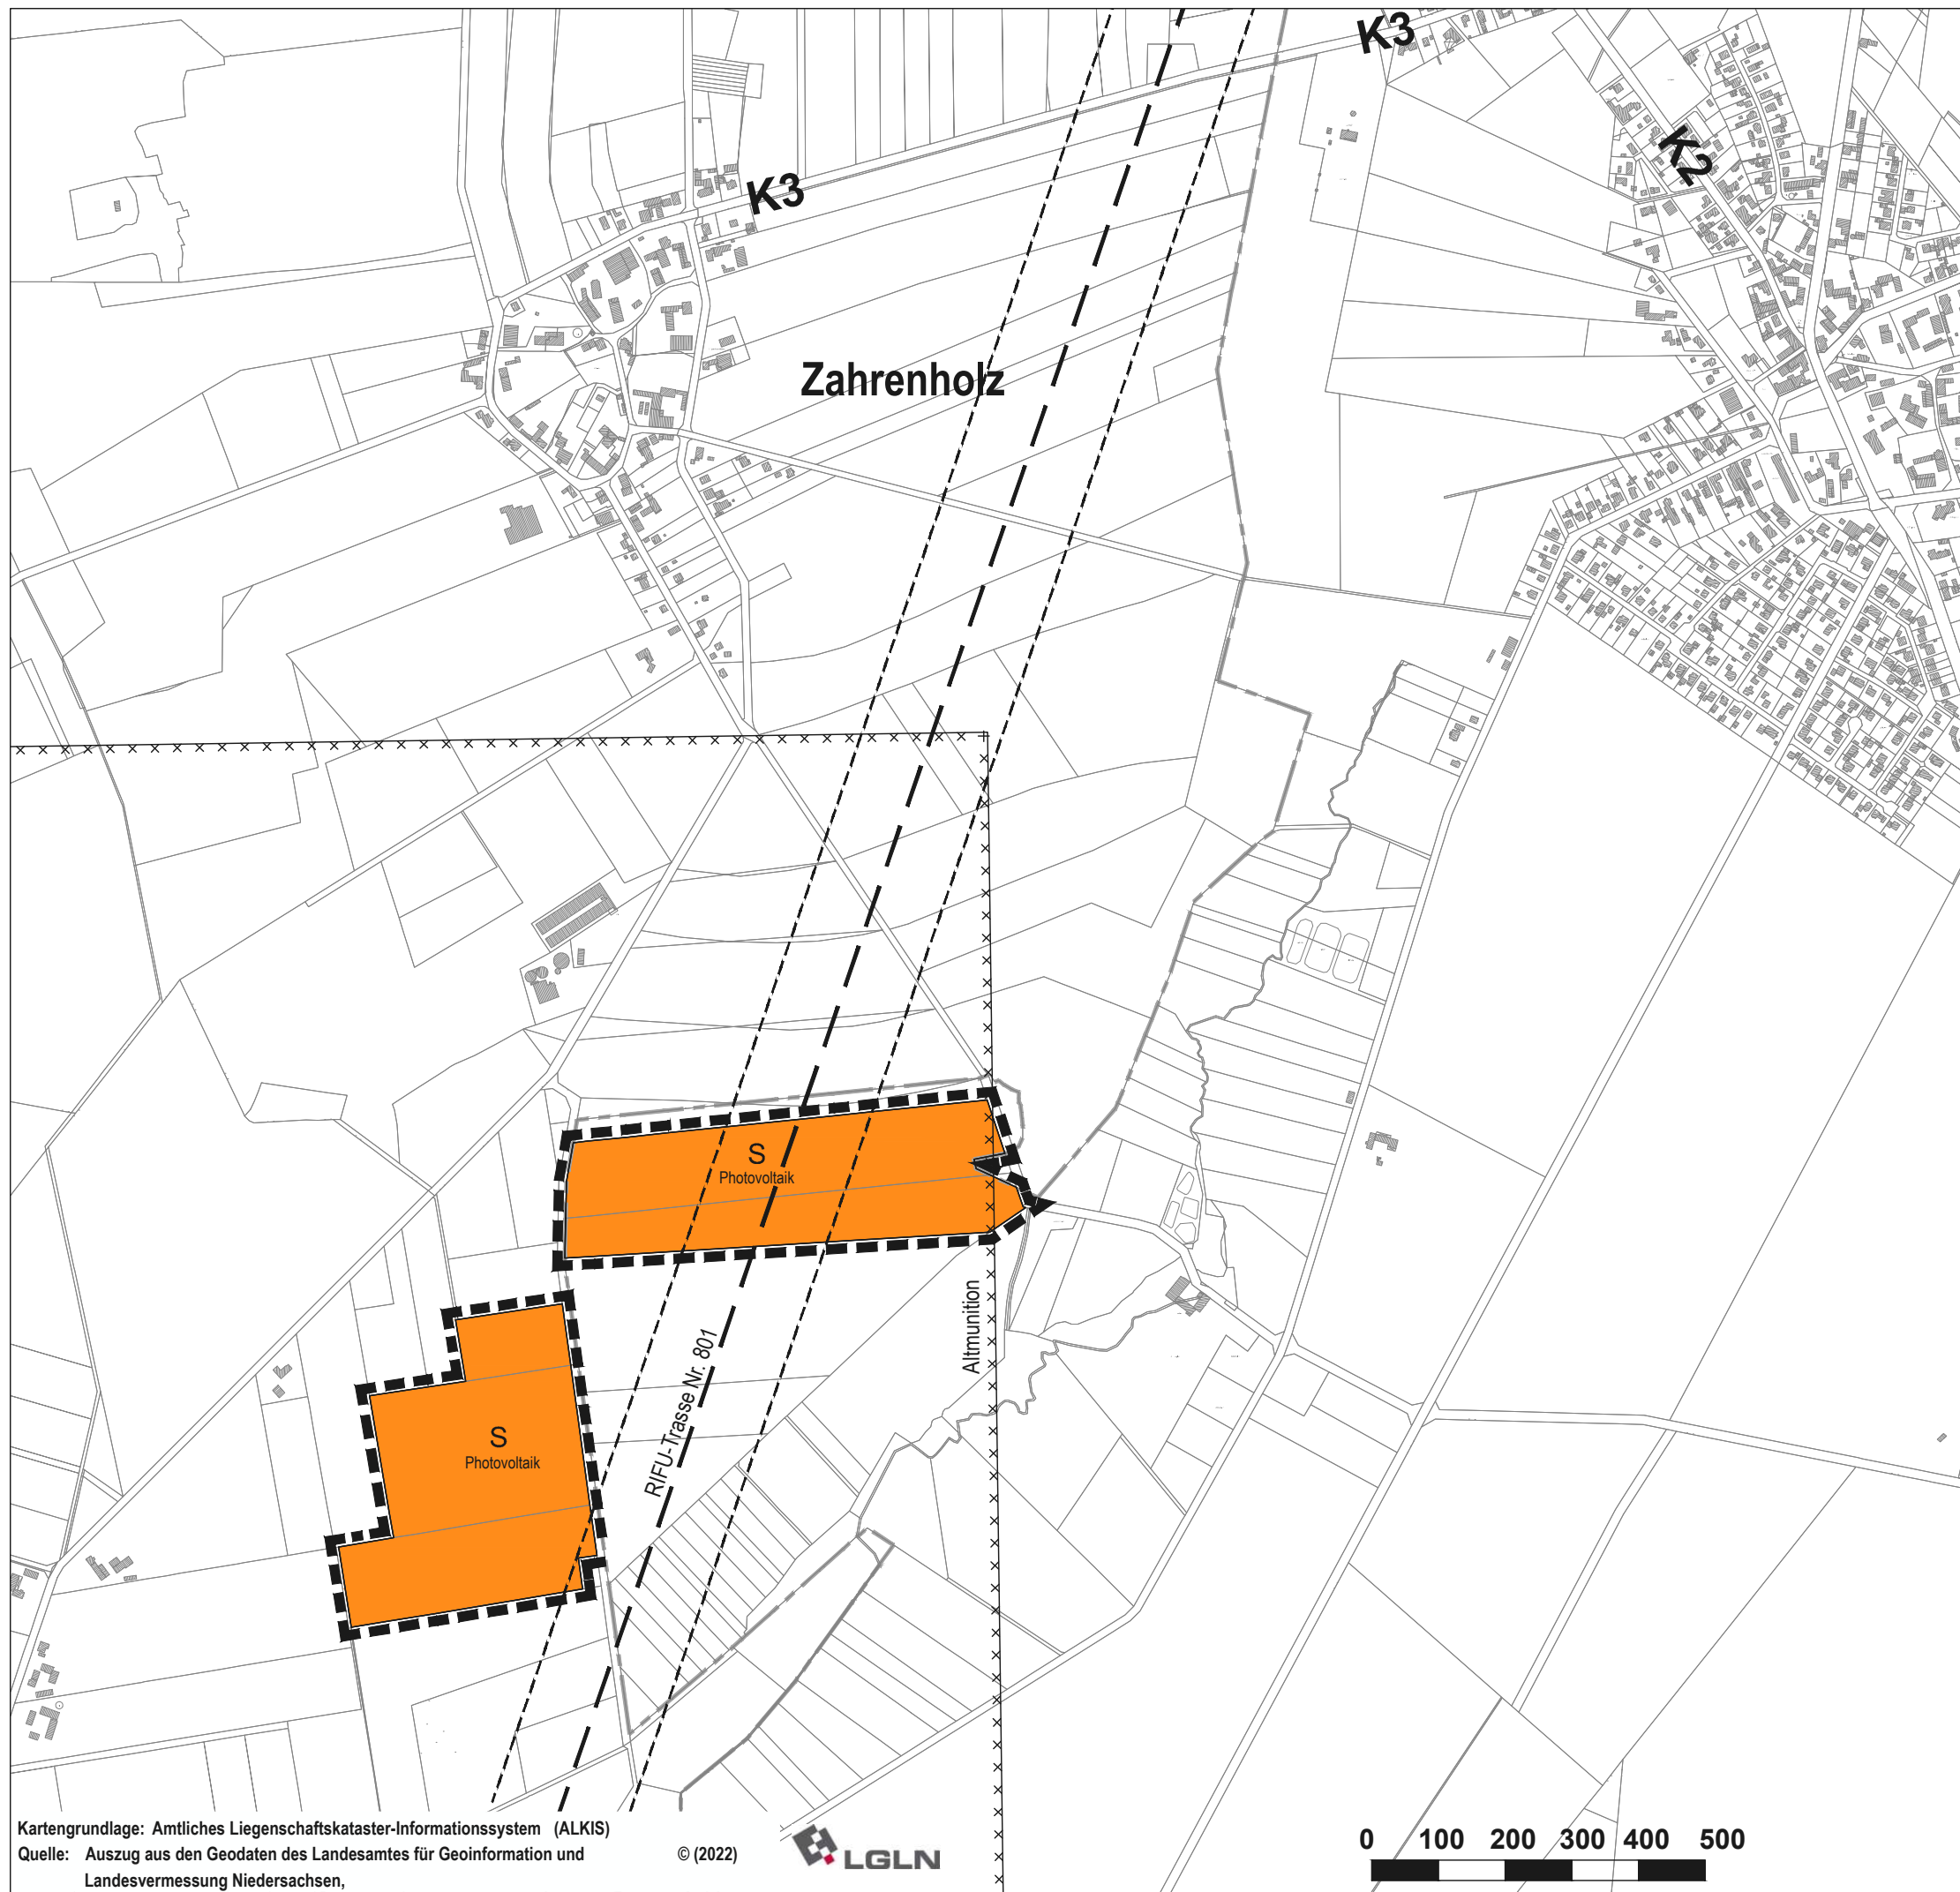 K3
K2
K3
Zahrenholz
S
Photovoltaik
Altmunition
RIFU-Trasse Nr. 801
S
Photovoltaik
Kartengrundlage: Amtliches Liegenschaftskataster-Informationssystem (ALKIS)
Quelle: Auszug aus den Geodaten des Landesamtes für Geoinformation und
Landesvermessung Niedersachsen,
© (2022)
LGLN
0 100 200 300 400 500